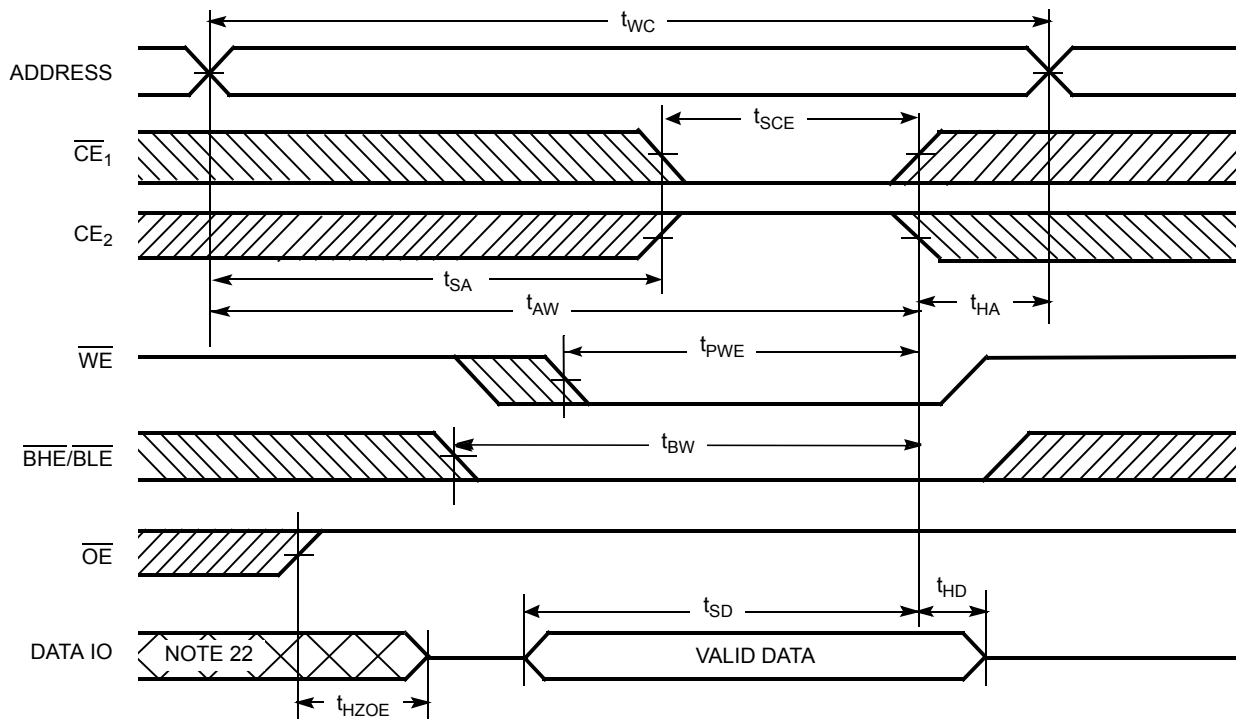 tWC
ADDRESS
tSCE
CE1
CE2
tSA
tAW
tHA
tPWE
WE
tBW
BHE/BLE
OE
tHD
tSD
DATA IO
NOTE 22
VALID DATA
tHZOE